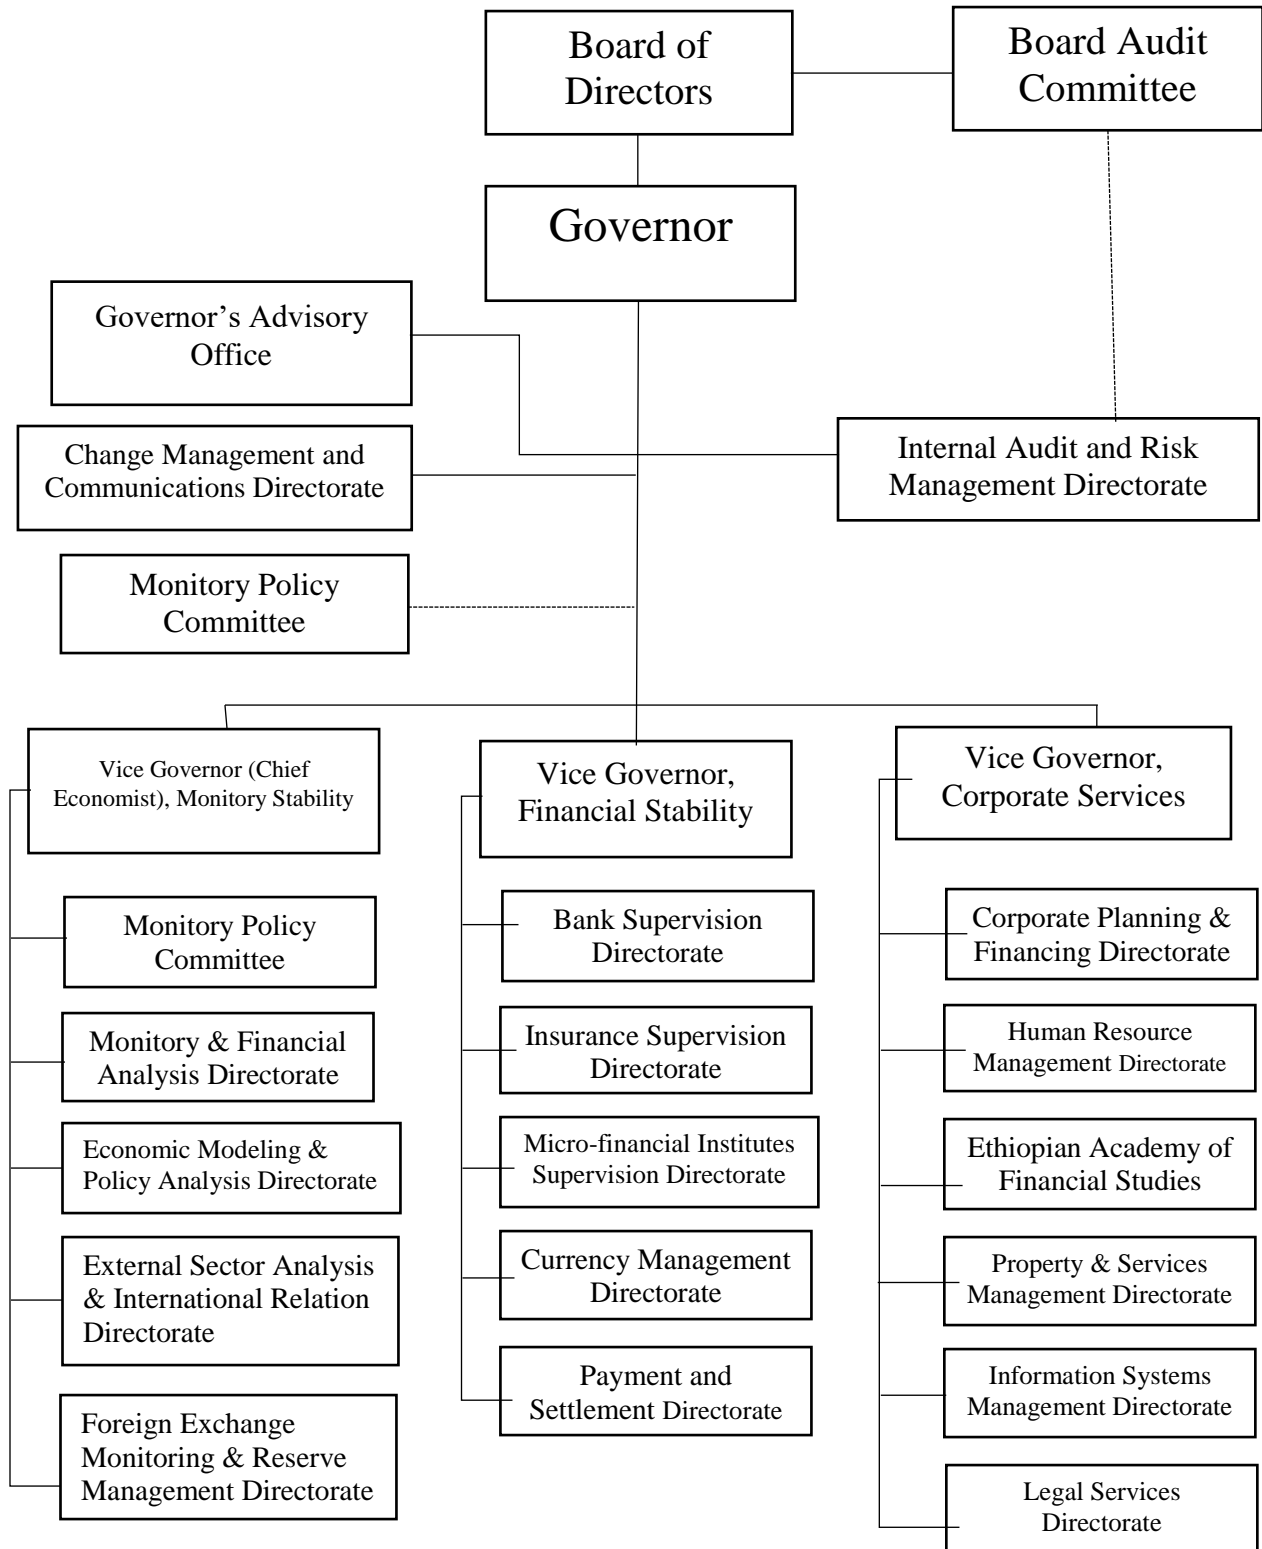 Board of
Directors
Board Audit
Committee
Governor
Governor’s Advisory
Office
Change Management and
Communications Directorate
Internal Audit and Risk
Management Directorate
Monitory Policy
Committee
Vice Governor (Chief
Economist), Monitory Stability
Monitory Policy
Committee
Monitory & Financial
Analysis Directorate
Economic Modeling &
Policy Analysis Directorate
External Sector Analysis
& International Relation
Directorate
Foreign Exchange
Monitoring & Reserve
Management Directorate
Vice Governor,
Financial Stability
Bank Supervision
Directorate
Insurance Supervision
Directorate
Micro-financial Institutes
Supervision Directorate
Currency Management
Directorate
Payment and
Settlement Directorate
Vice Governor,
Corporate Services
Corporate Planning &
Financing Directorate
Human Resource
Management Directorate
Ethiopian Academy of
Financial Studies
Property & Services
Management Directorate
Information Systems
Management Directorate
Legal Services
Directorate